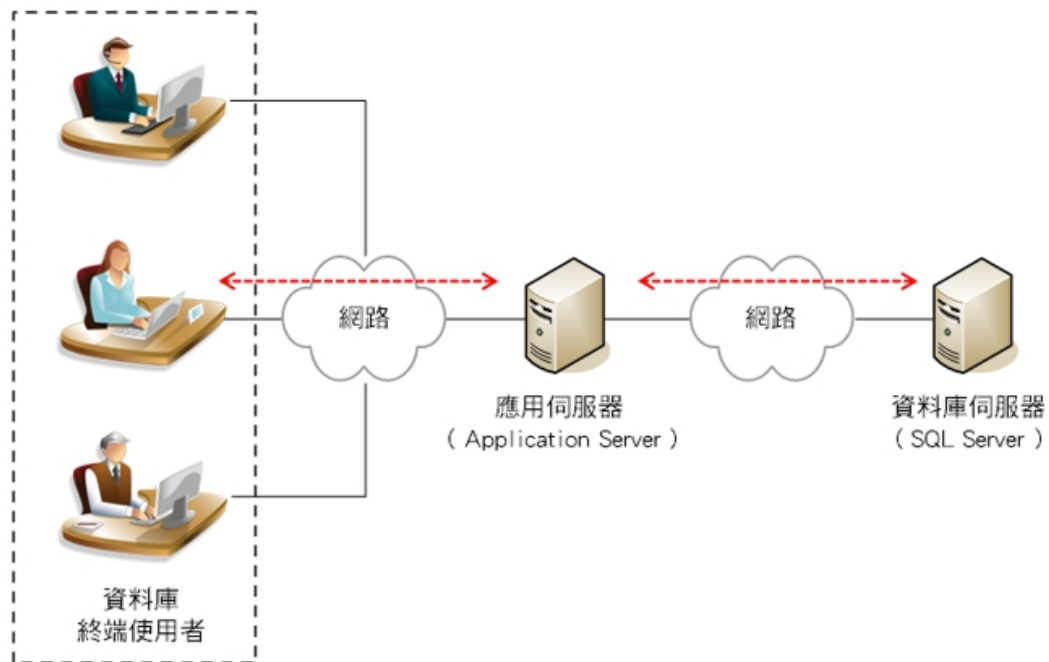 網路
網路
應用伺服器
( Application Server )
資料庫伺服器
( SQL Server )
資料庫
終端使用者